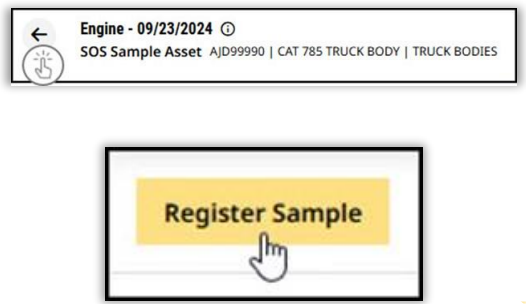 Engine - 09/23/2024
SOS Sample Asset AJD99990 | CAT 785 TRUCK BODY | TRUCK BODIES
Register Sample